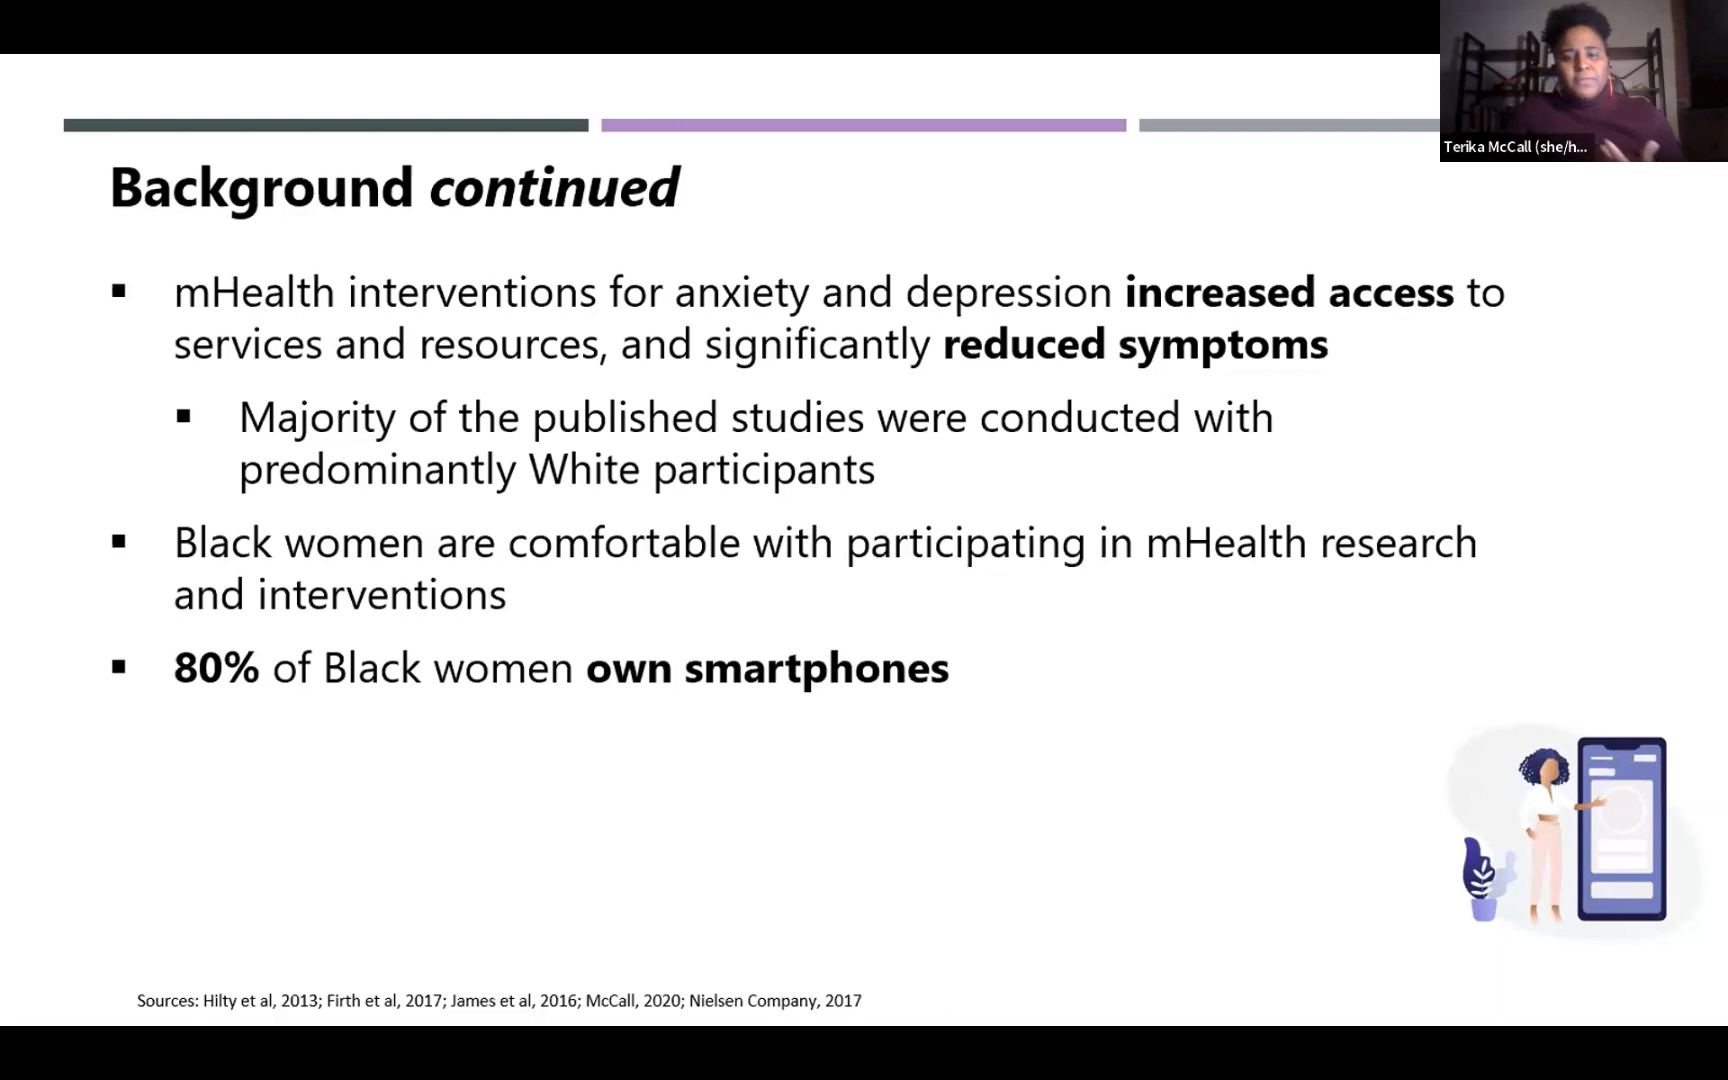 Terika McCall (she/h...
Background continued
▪ mHealth interventions for anxiety and depression increased access to
services and resources, and significantly reduced symptoms
▪ Majority of the published studies were conducted with
predominantly White participants
▪ Black women are comfortable with participating in mHealth research
and interventions
▪ 80% of Black women own smartphones
Sources: Hilty et al, 2013; Firth et al, 2017; James et al, 2016; McCall, 2020; Nielsen Company, 2017